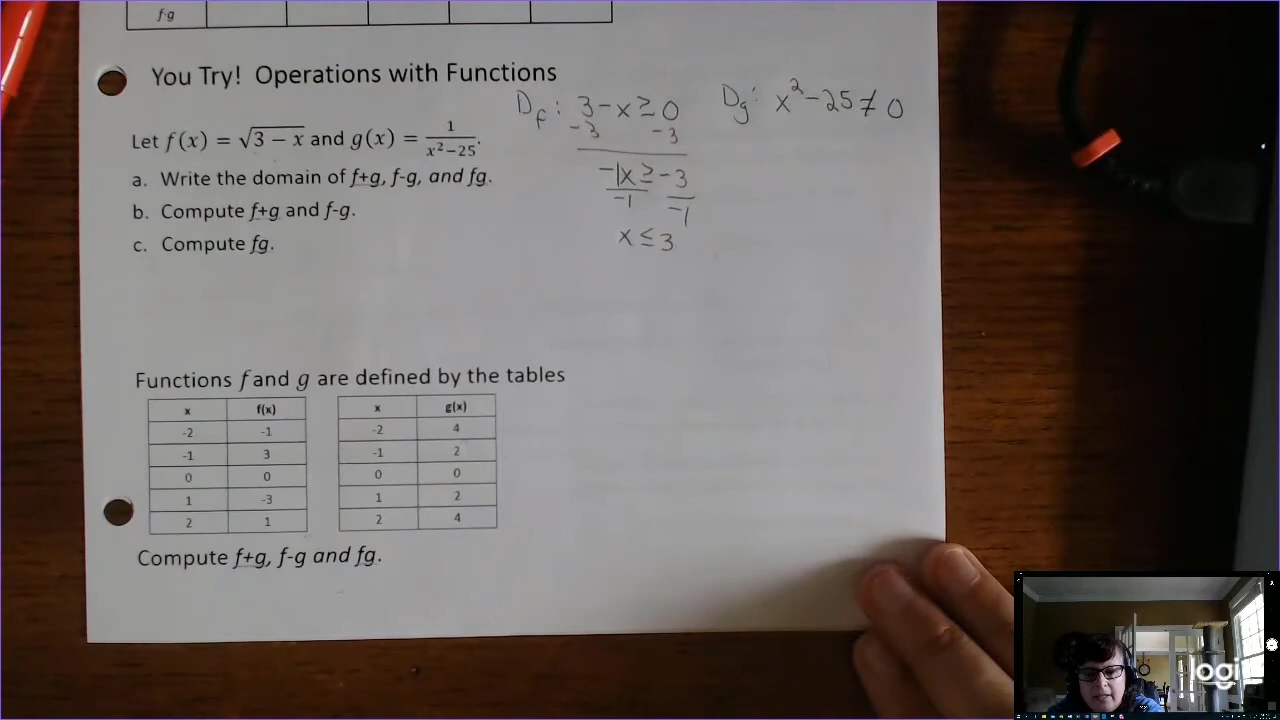 f·g
You Try! Operations with Functions
Let f(x) = √3 − x and g(x) = 1/(x²−25).
a. Write the domain of f+g, f-g, and fg.
b. Compute f+g and f-g.
c. Compute fg.
D_f: 3-x ≥ 0
-3 -3
-1x ≥ -3
-1 -1
x ≤ 3
D_g: x² - 25 ≠ 0
Functions f and g are defined by the tables
x f(x)
-2 -1
-1 3
0 0
1 -3
2 1
x g(x)
-2 4
-1 2
0 0
1 2
2 4
Compute f+g, f-g and fg.
logi